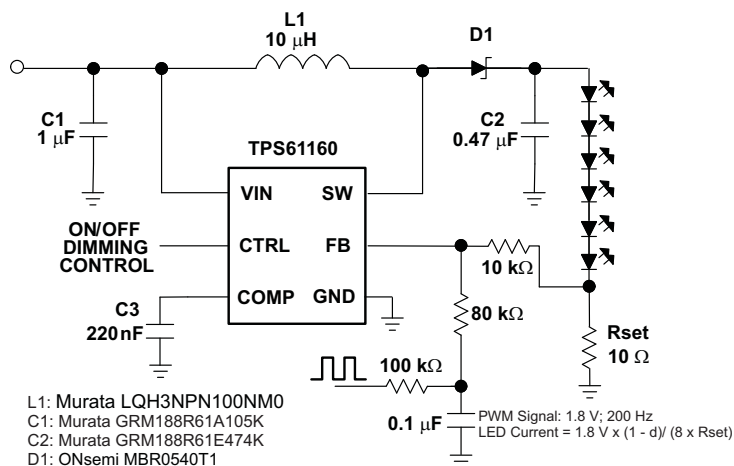 L1
10 μH
D1
C1
1 μF
C2
0.47 μF
TPS61160
VIN
SW
ON/OFF
DIMMING
CONTROL
CTRL
FB
10 kΩ
COMP
GND
C3
220nF
80 kΩ
Rset
10 Ω
100 kΩ
0.1 μF
PWM Signal: 1.8 V; 200 Hz
LED Current = 1.8 V x (1 - d)/ (8 x Rset)
L1: Murata LQH3NPN100NM0
C1: Murata GRM188R61A105K
C2: Murata GRM188R61E474K
D1: ONsemi MBR0540T1